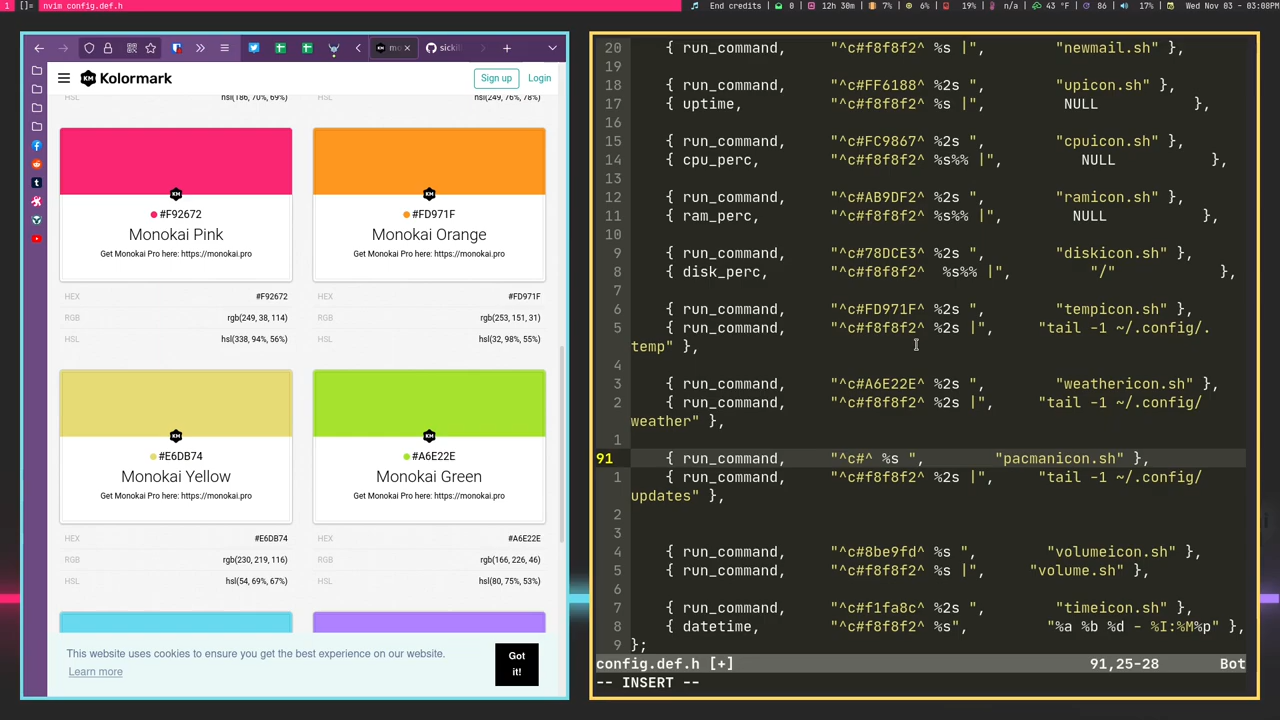 1 []= nvim config.def.h
End credits 0 12h 30m 7% 6% 19% n/a 43 °F 86 17% Wed Nov 03 - 03:08PM
mo
sickit
Kolormark
Sign up
Login
HSL hsl(186, 70%, 69%)
hsl(249, 76%, 78%)
KM
#F92672
Monokai Pink
Get Monokai Pro here: https://monokai.pro
HEX #F92672
RGB rgb(249, 38, 114)
HSL hsl(338, 94%, 56%)
KM
#FD971F
Monokai Orange
Get Monokai Pro here: https://monokai.pro
HEX #FD971F
RGB rgb(253, 151, 31)
HSL hsl(32, 98%, 55%)
KM
#E6DB74
Monokai Yellow
Get Monokai Pro here: https://monokai.pro
HEX #E6DB74
RGB rgb(230, 219, 116)
HSL hsl(54, 69%, 67%)
KM
#A6E22E
Monokai Green
Get Monokai Pro here: https://monokai.pro
HEX #A6E22E
RGB rgb(166, 226, 46)
HSL hsl(80, 75%, 53%)
This website uses cookies to ensure you get the best experience on our website.
Learn more
Got
it!
20 { run_command, "^c#f8f8f2^ %s |", "newmail.sh" },
19
18 { run_command, "^c#FF6188^ %2s ", "upicon.sh" },
17 { uptime, "^c#f8f8f2^ %2s |", NULL },
16
15 { run_command, "^c#FC9867^ %2s ", "cpuicon.sh" },
14 { cpu_perc, "^c#f8f8f2^ %s%% |", NULL },
13
12 { run_command, "^c#AB9DF2^ %2s ", "ramicon.sh" },
11 { ram_perc, "^c#f8f8f2^ %s%% |", NULL },
10
9 { run_command, "^c#78DCE3^ %2s ", "diskicon.sh" },
8 { disk_perc, "^c#f8f8f2^  %s%% |", "/" },
7
6 { run_command, "^c#FD971F^ %2s ", "tempicon.sh" },
5 { run_command, "^c#f8f8f2^ %2s |", "tail -1 ~/.config/.
temp" },
4
3 { run_command, "^c#A6E22E^ %2s ", "weathericon.sh" },
2 { run_command, "^c#f8f8f2^ %2s |", "tail -1 ~/.config/
weather" },
1
91 { run_command, "^c#^ %s ", "pacmanicon.sh" },
1 { run_command, "^c#f8f8f2^ %2s |", "tail -1 ~/.config/
updates" },
2
3
4 { run_command, "^c#8be9fd^ %s ", "volumeicon.sh" },
5 { run_command, "^c#f8f8f2^ %s |", "volume.sh" },
6
7 { run_command, "^c#f1fa8c^ %2s ", "timeicon.sh" },
8 { datetime, "^c#f8f8f2^ %s", "%a %b %d - %I:%M%p" },
9 };
config.def.h [+] 91,25-28 Bot
-- INSERT --